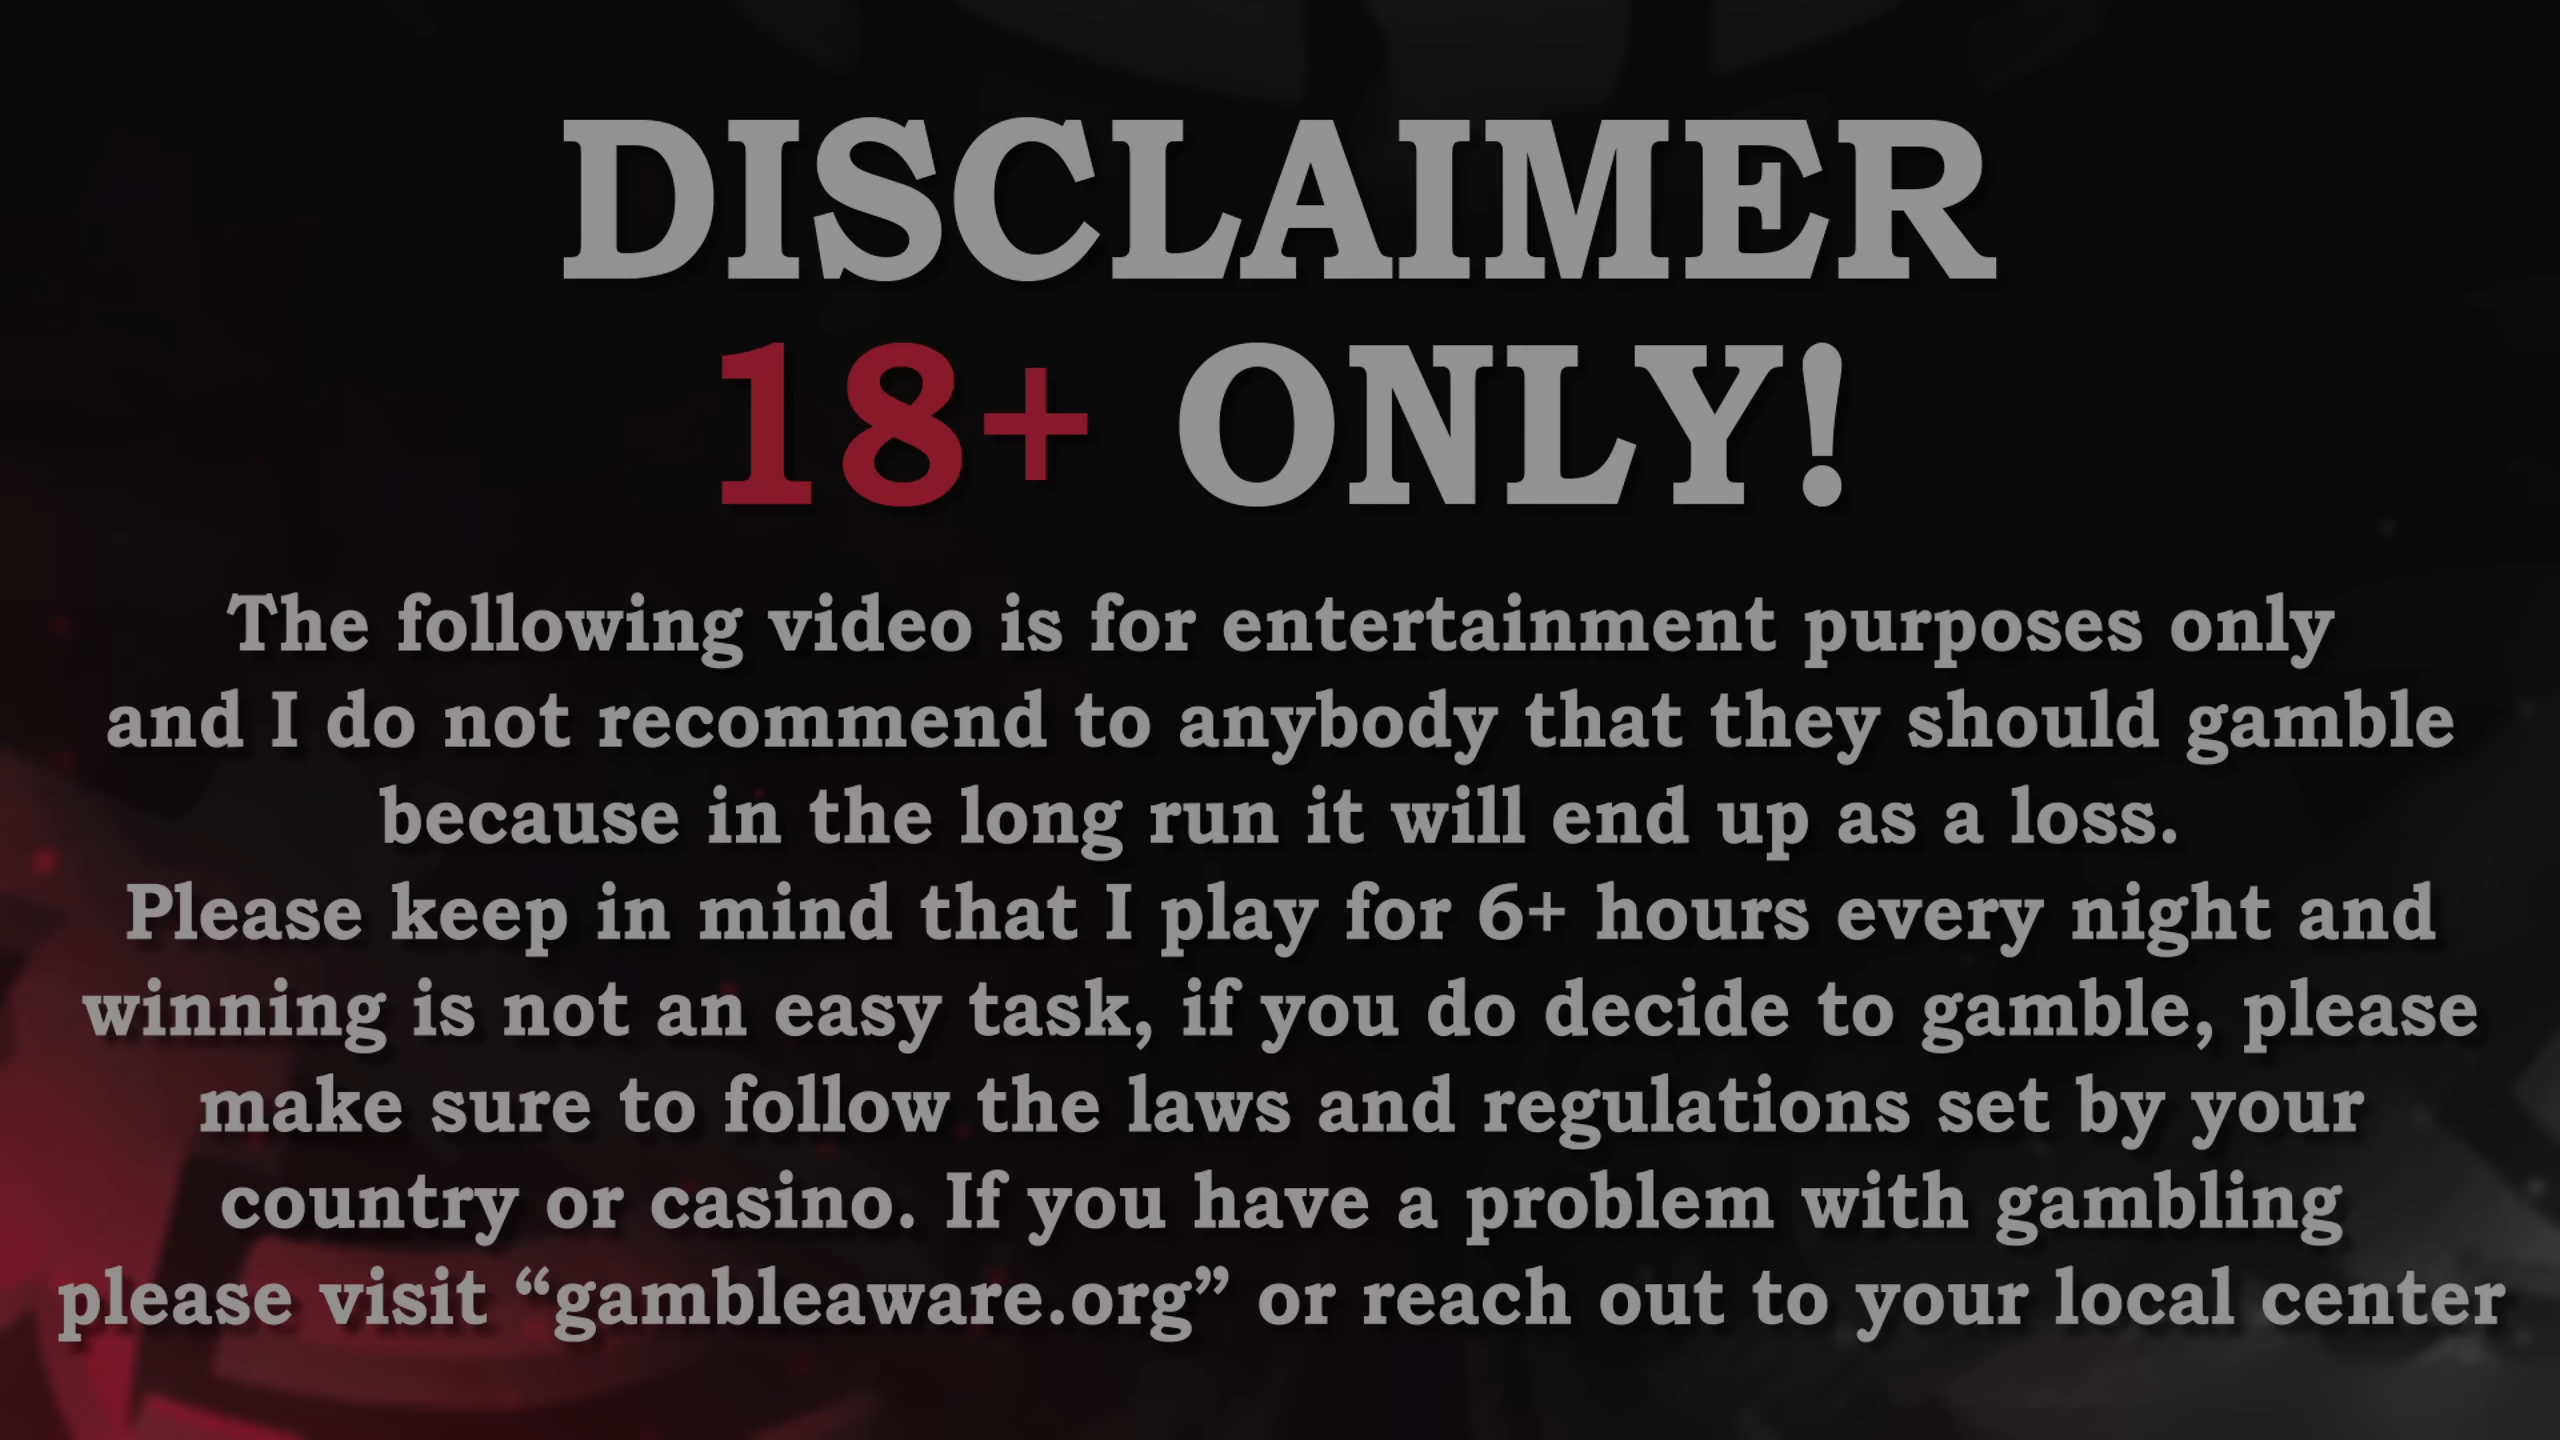 DISCLAIMER
18+ ONLY!
The following video is for entertainment purposes only
and I do not recommend to anybody that they should gamble
because in the long run it will end up as a loss.
Please keep in mind that I play for 6+ hours every night and
winning is not an easy task, if you do decide to gamble, please
make sure to follow the laws and regulations set by your
country or casino. If you have a problem with gambling
please visit “gambleaware.org” or reach out to your local center